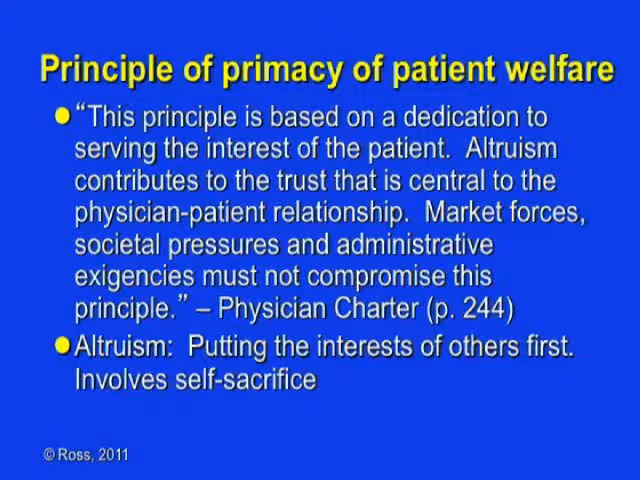 Principle of primacy of patient welfare
“This principle is based on a dedication to
serving the interest of the patient.  Altruism
contributes to the trust that is central to the
physician-patient relationship.  Market forces,
societal pressures and administrative
exigencies must not compromise this
principle.” – Physician Charter (p. 244)
Altruism:  Putting the interests of others first.
Involves self-sacrifice
© Ross, 2011